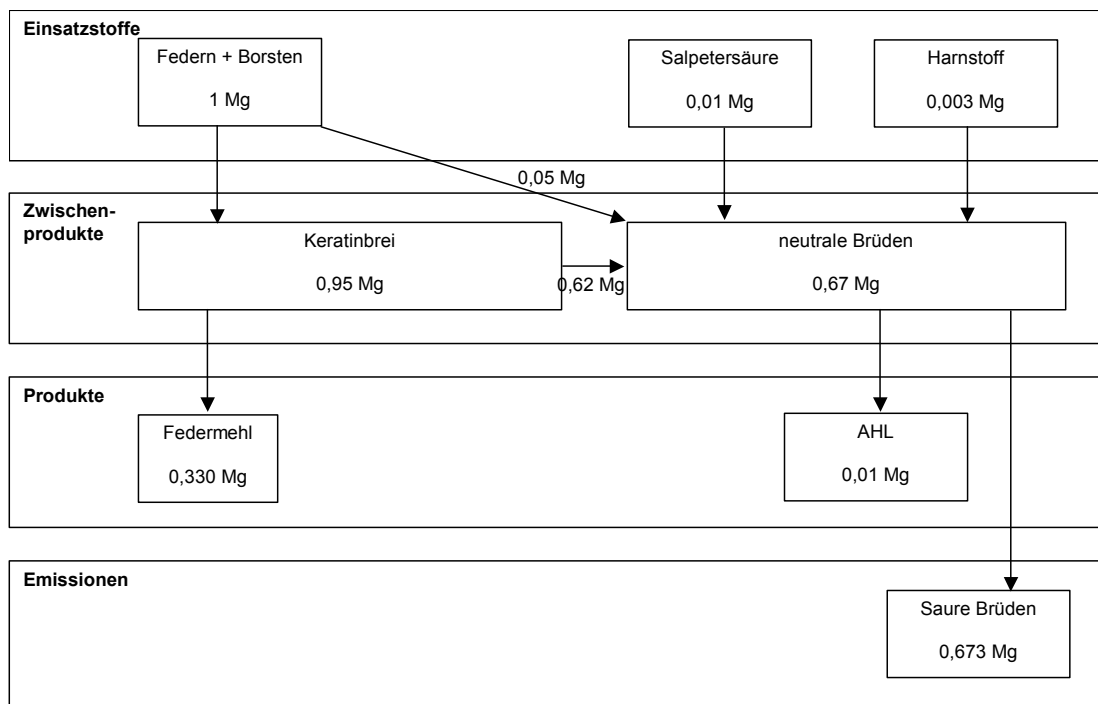 Einsatzstoffe
Federn + Borsten
1 Mg
Salpetersäure
0,01 Mg
Harnstoff
0,003 Mg
0,05 Mg
Zwischen-
produkte
Keratinbrei
0,95 Mg
0,62 Mg
neutrale Brüden
0,67 Mg
Produkte
Federmehl
0,330 Mg
AHL
0,01 Mg
Emissionen
Saure Brüden
0,673 Mg